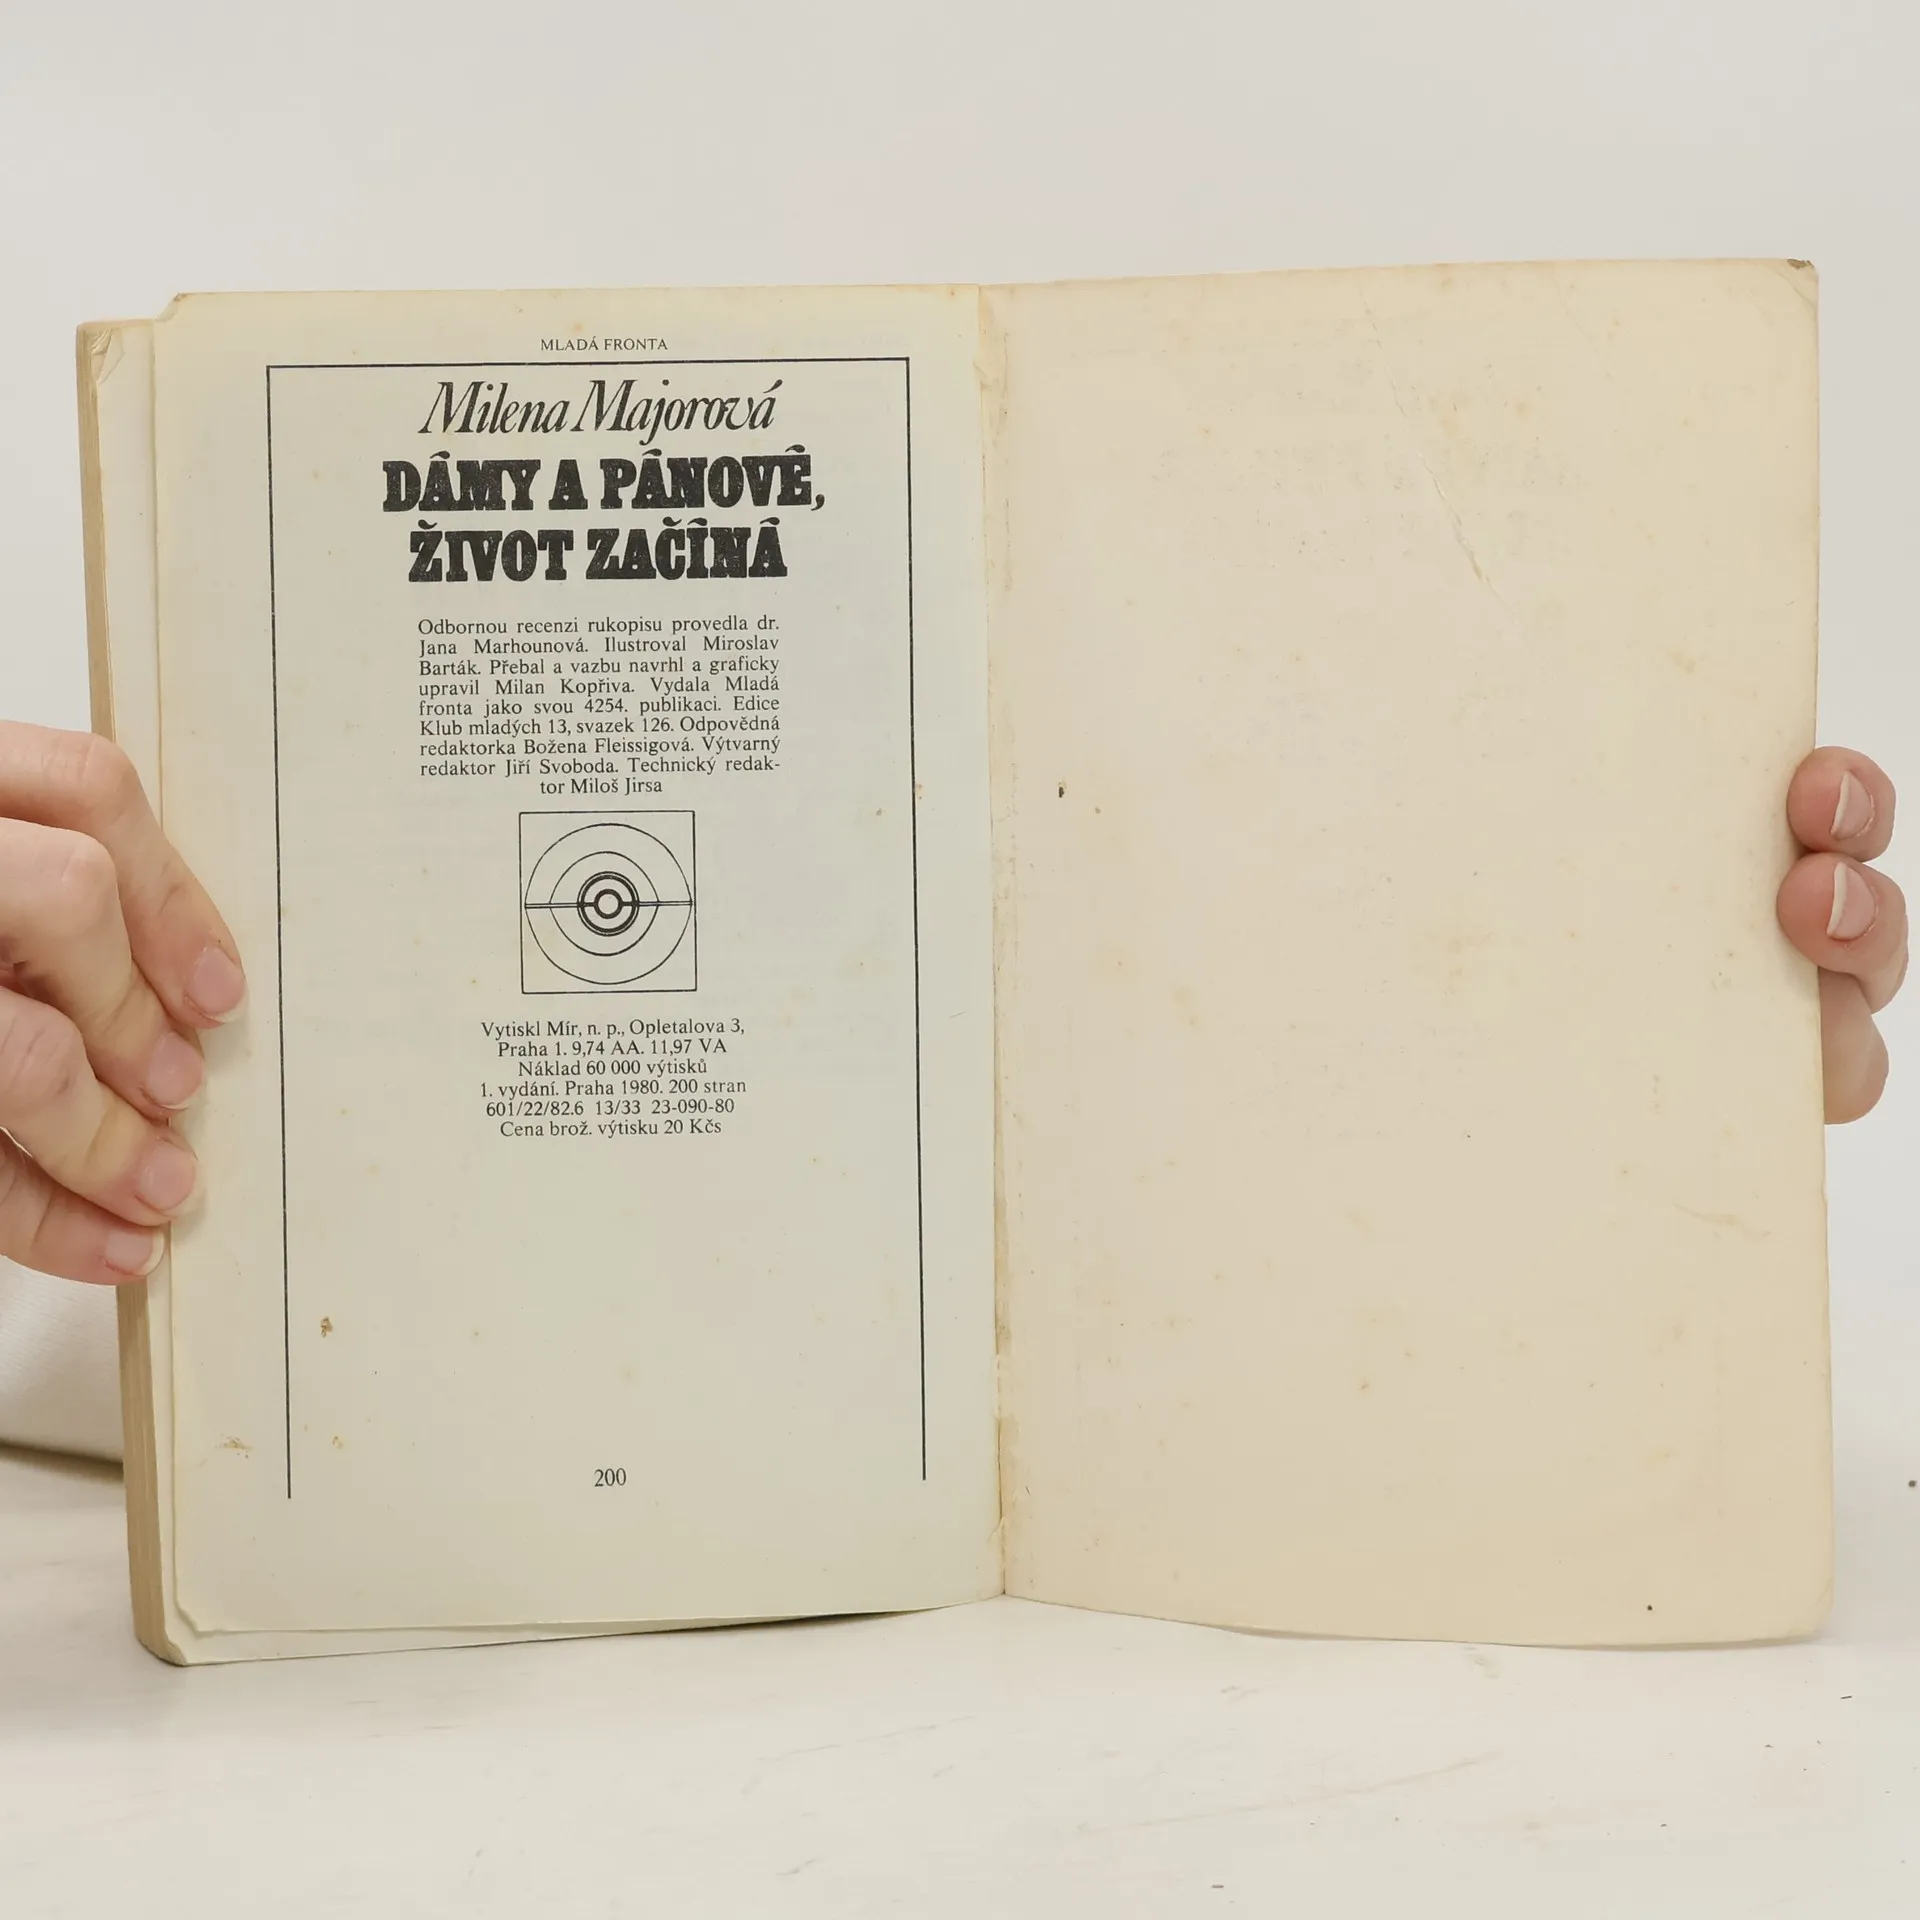 MLADÁ FRONTA
Milena Majorová
DÁMY A PÁNOVÉ,
ŽIVOT ZAČÍNÁ
Odbornou recenzi rukopisu provedla dr.
Jana Marhounová. Ilustroval Miroslav
Barták. Přebal a vazbu navrhl a graficky
upravil Milan Kopřiva. Vydala Mladá
fronta jako svou 4254. publikaci. Edice
Klub mladých 13, svazek 126. Odpovědná
redaktorka Božena Fleissigová. Výtvarný
redaktor Jiří Svoboda. Technický redak-
tor Miloš Jirsa
Vytiskl Mír, n. p., Opletalova 3,
Praha 1. 9,74 AA. 11,97 VA
Náklad 60 000 výtisků
1. vydání. Praha 1980. 200 stran
601/22/82.6 13/33 23-090-80
Cena brož. výtisku 20 Kčs
200